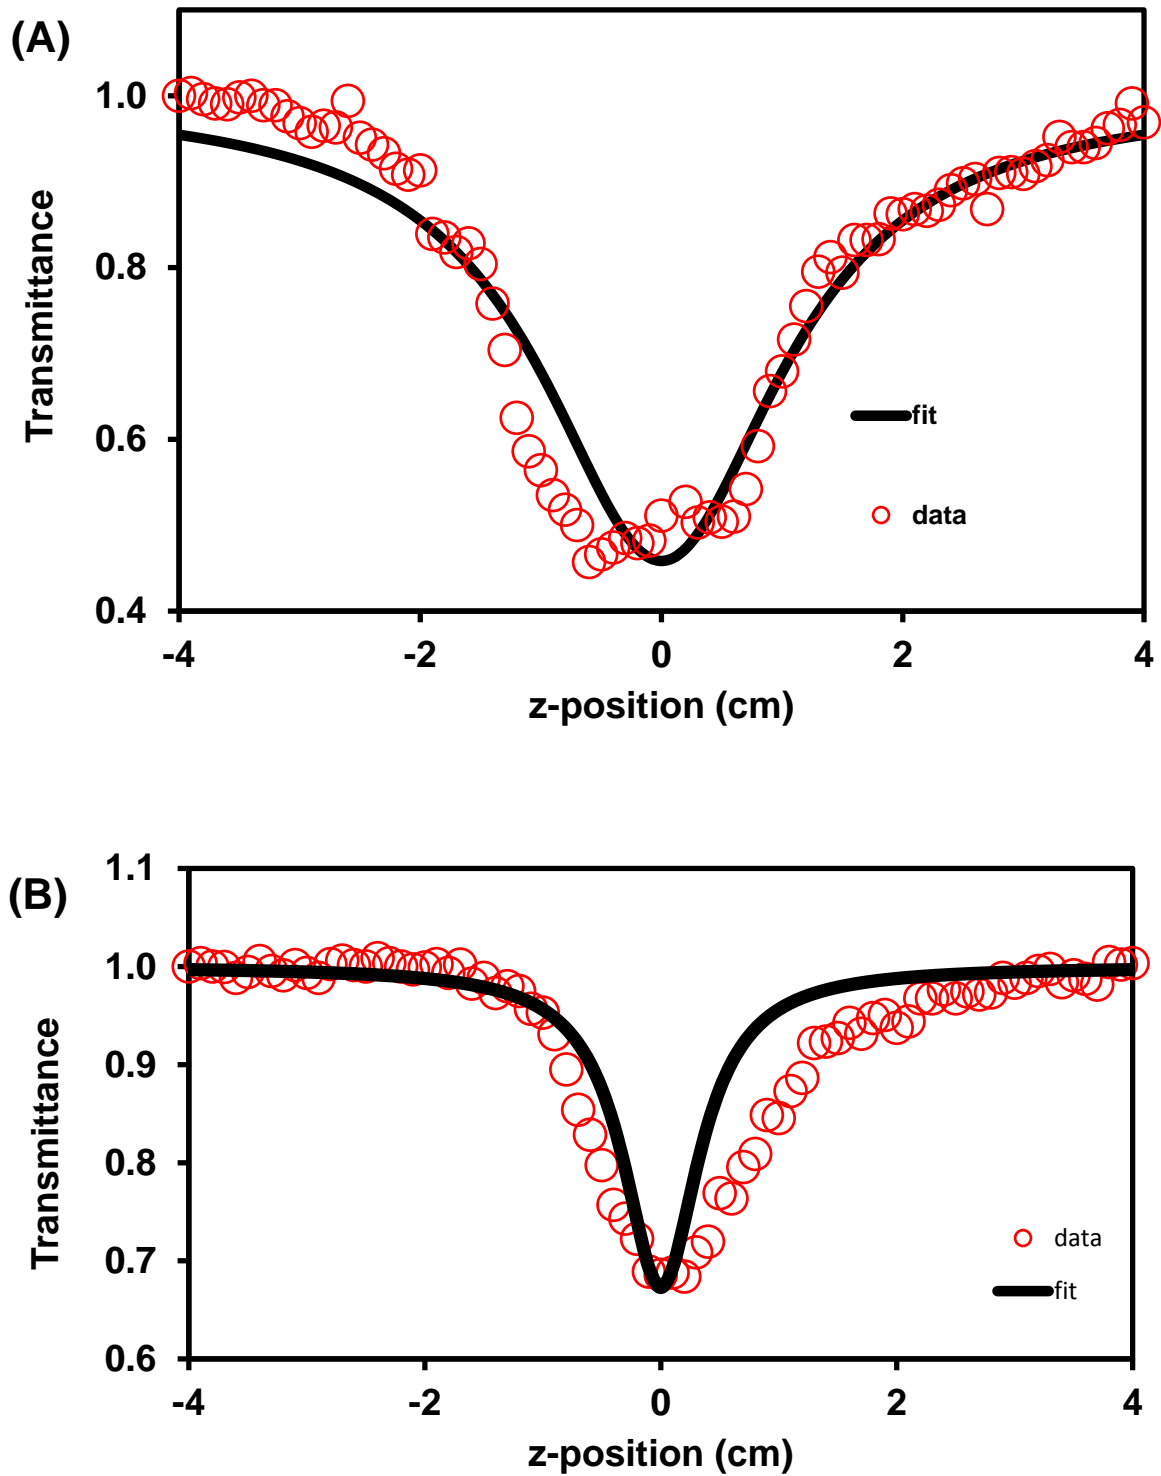 (A)
1.0
0.8
0.6
0.4
Transmittance
-4 -2 0 2 4
z-position (cm)
fit
data
(B)
1.1
1.0
0.9
0.8
0.7
0.6
Transmittance
-4 -2 0 2 4
z-position (cm)
data
fit